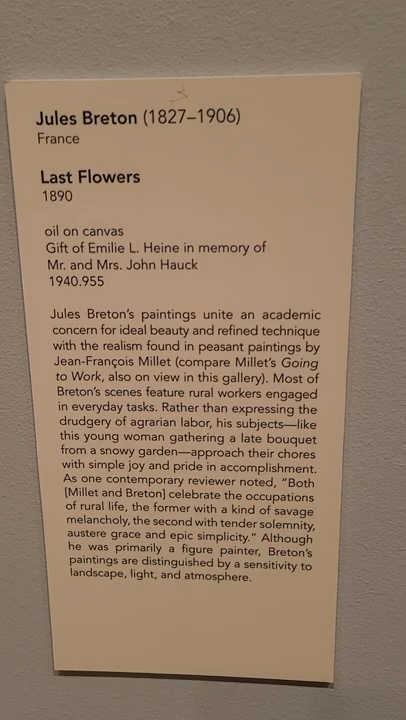 Jules Breton (1827–1906)
France
Last Flowers
1890
oil on canvas
Gift of Emilie L. Heine in memory of
Mr. and Mrs. John Hauck
1940.955
Jules Breton's paintings unite an academic
concern for ideal beauty and refined technique
with the realism found in peasant paintings by
Jean-François Millet (compare Millet's Going
to Work, also on view in this gallery). Most of
Breton's scenes feature rural workers engaged
in everyday tasks. Rather than expressing the
drudgery of agrarian labor, his subjects—like
this young woman gathering a late bouquet
from a snowy garden—approach their chores
with simple joy and pride in accomplishment.
As one contemporary reviewer noted, "Both
[Millet and Breton] celebrate the occupations
of rural life, the former with a kind of savage
melancholy, the second with tender solemnity,
austere grace and epic simplicity." Although
he was primarily a figure painter, Breton's
paintings are distinguished by a sensitivity to
landscape, light, and atmosphere.